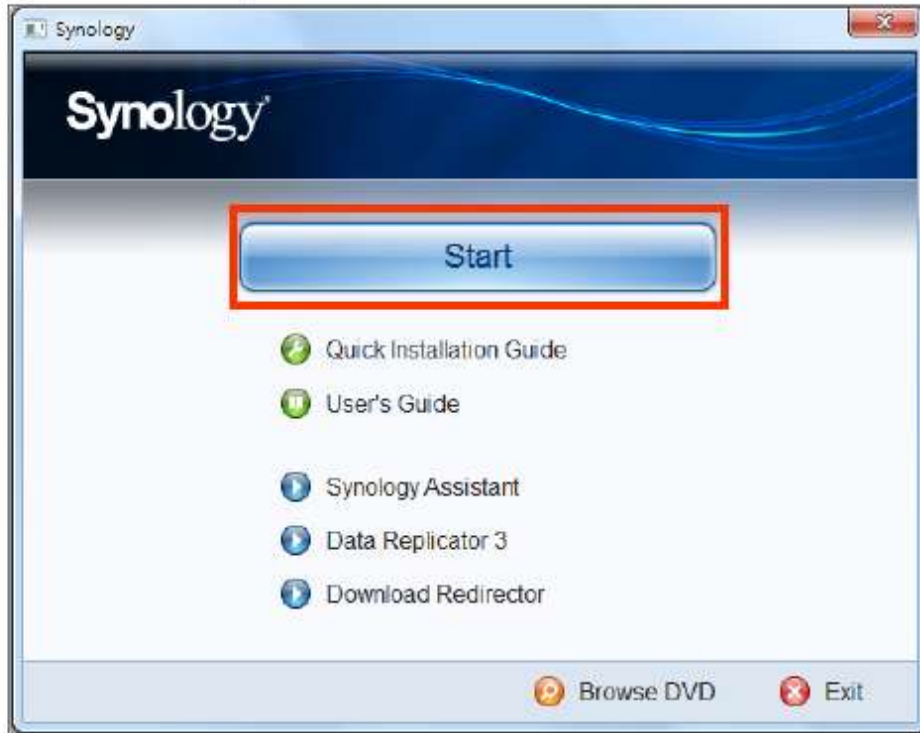 Synology
Synology
Start
Quick Installation Guide
User's Guide
Synology Assistant
Data Replicator 3
Download Redirector
Browse DVD Exit